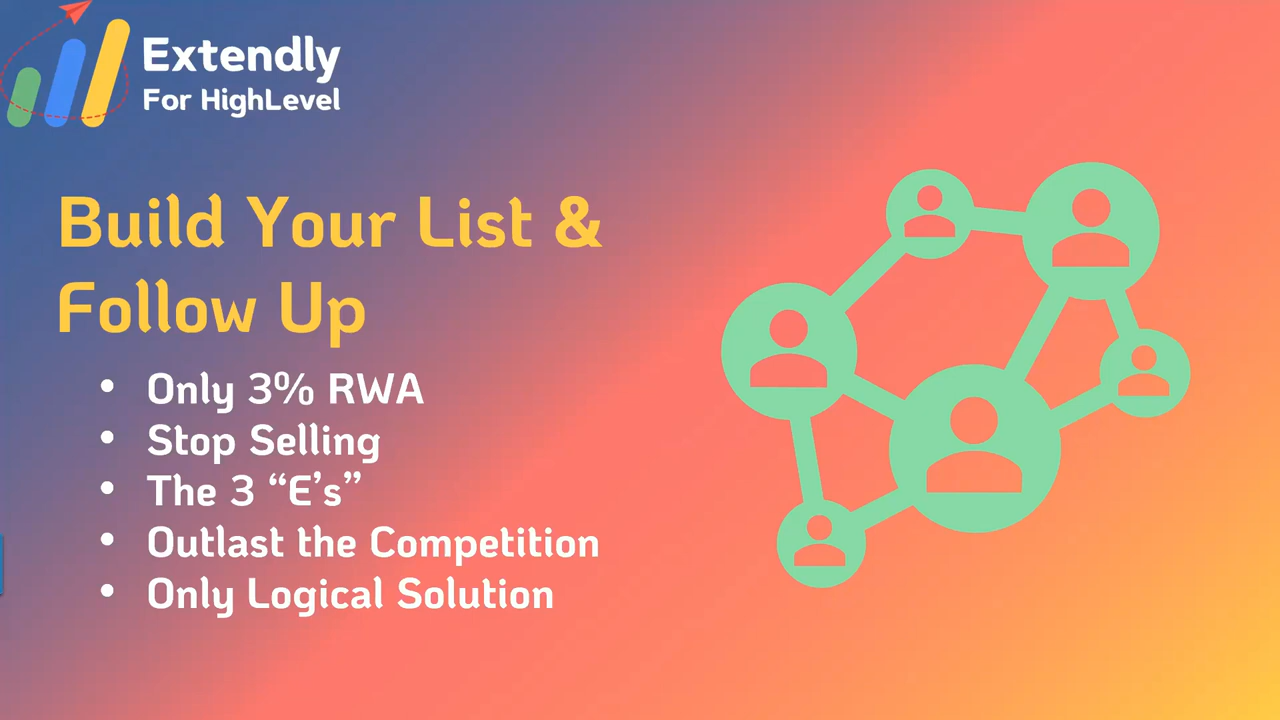 Extendly
For HighLevel
Build Your List &
Follow Up
• Only 3% RWA
• Stop Selling
• The 3 “E’s”
• Outlast the Competition
• Only Logical Solution